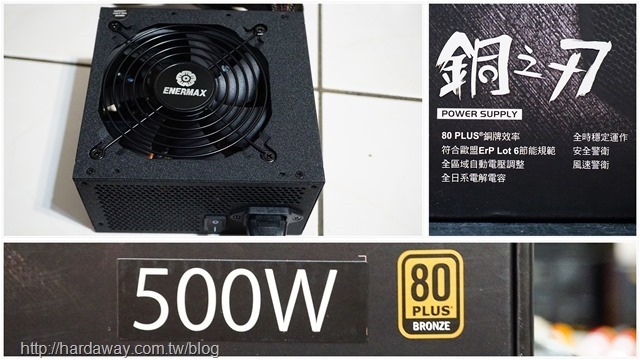 ENERMAX
銅之刃
POWER SUPPLY
80 PLUS®銅牌效率
符合歐盟ErP Lot 6節能規範
全區域自動電壓調整
全日系電解電容
全時穩定運作
安全警衛
風速警衛
500W
80
PLUS
BRONZE
http://hardaway.com.tw/blog